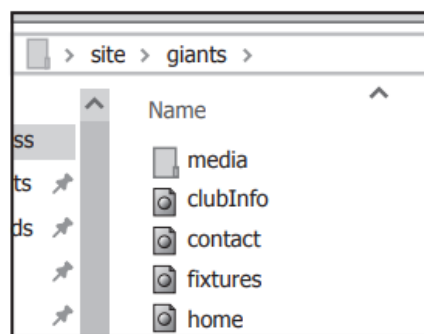 > site > giants >
Name
ss
media
ts
clubInfo
ds
contact
fixtures
home